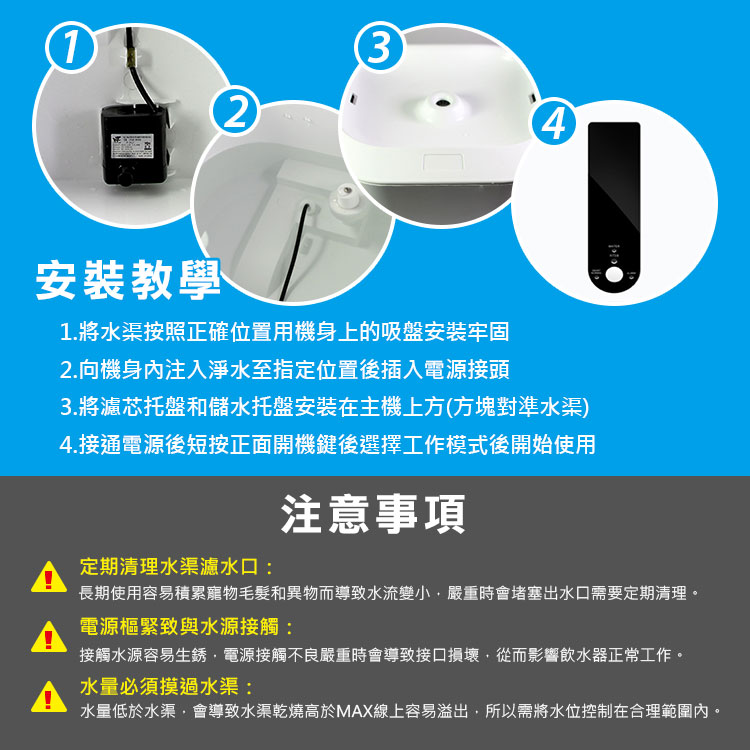 1
2
3
4
安裝教學
1.將水渠按照正確位置用機身上的吸盤安裝牢固
2.向機身內注入淨水至指定位置後插入電源接頭
3.將濾芯托盤和儲水托盤安裝在主機上方(方塊對準水渠)
4.接通電源後短按正面開機鍵後選擇工作模式後開始使用
注意事項
定期清理水渠濾水口：
長期使用容易積累寵物毛髮和異物而導致水流變小，嚴重時會堵塞出水口需要定期清理。
電源樞緊致與水源接觸：
接觸水源容易生銹，電源接觸不良嚴重時會導致接口損壞，從而影響飲水器正常工作。
水量必須摸過水渠：
水量低於水渠，會導致水渠乾燒高於MAX線上容易溢出，所以需將水位控制在合理範圍內。